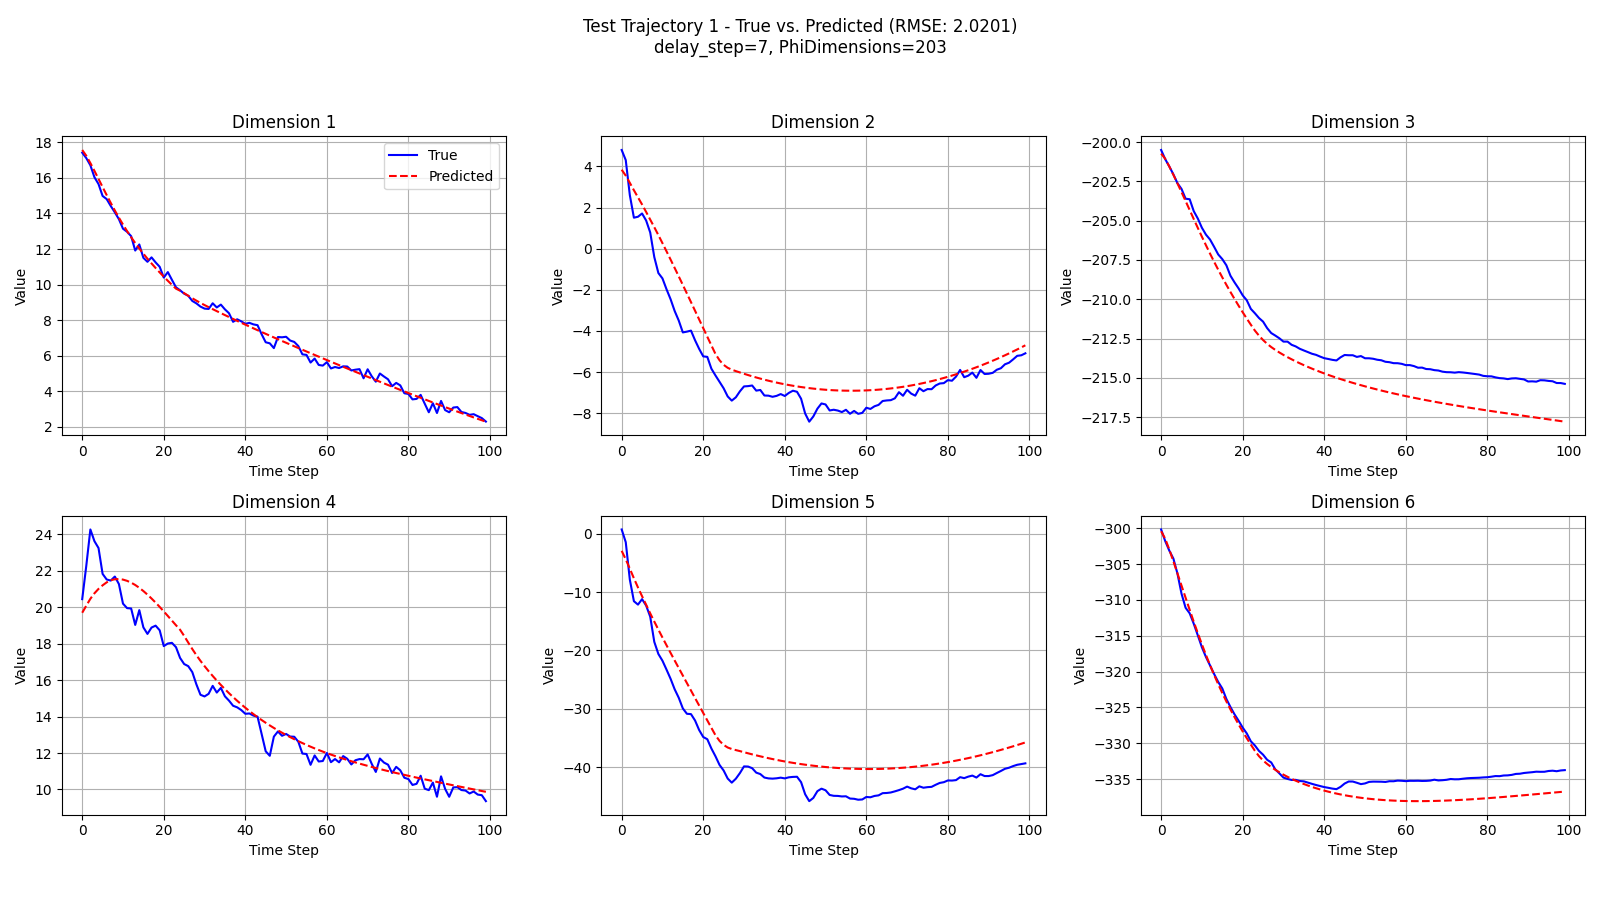 Test Trajectory 1 - True vs. Predicted (RMSE: 2.0201)
delay_step=7, PhiDimensions=203
Dimension 1
18
16
14
12
10
8
6
4
2
Value
0 20 40 60 80 100
Time Step
True
Predicted
Dimension 2
4
2
0
−2
−4
−6
−8
Value
0 20 40 60 80 100
Time Step
Dimension 3
−200.0
−202.5
−205.0
−207.5
−210.0
−212.5
−215.0
−217.5
Value
0 20 40 60 80 100
Time Step
Dimension 4
24
22
20
18
16
14
12
10
Value
0 20 40 60 80 100
Time Step
Dimension 5
0
−10
−20
−30
−40
Value
0 20 40 60 80 100
Time Step
Dimension 6
−300
−305
−310
−315
−320
−325
−330
−335
Value
0 20 40 60 80 100
Time Step